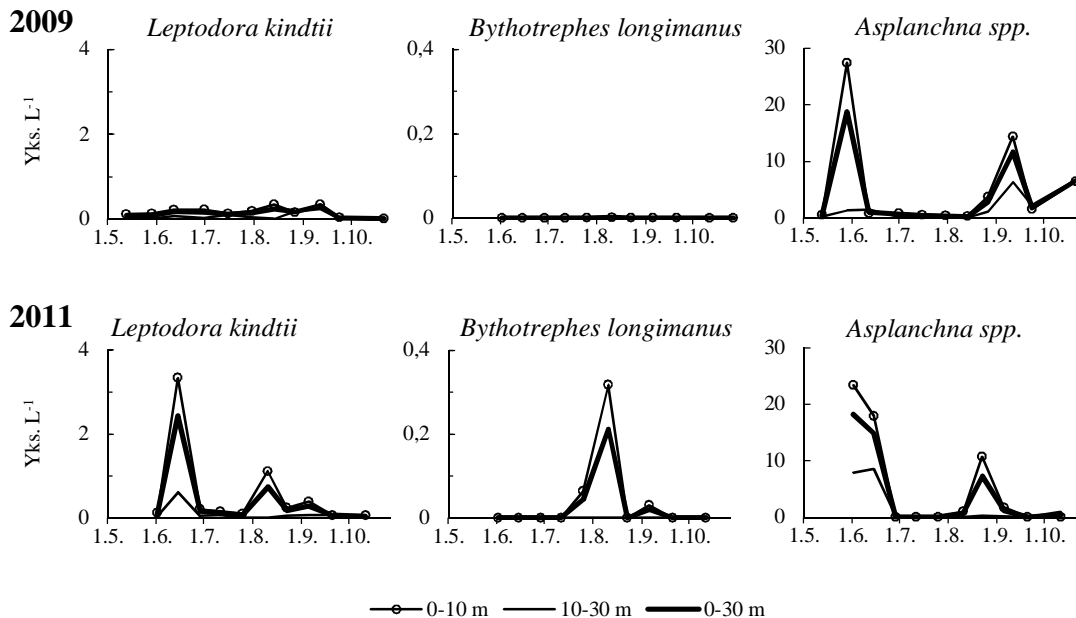 2009
Leptodora kindtii
Bythotrephes longimanus
Asplanchna spp.
Yks. L-1
4
2
0
1.5. 1.6. 1.7. 1.8. 1.9. 1.10.
0,4
0,2
0
1.5. 1.6. 1.7. 1.8. 1.9. 1.10.
30
20
10
0
1.5. 1.6. 1.7. 1.8. 1.9. 1.10.
2011
Leptodora kindtii
Bythotrephes longimanus
Asplanchna spp.
Yks. L-1
4
2
0
1.5. 1.6. 1.7. 1.8. 1.9. 1.10.
0,4
0,2
0
1.5. 1.6. 1.7. 1.8. 1.9. 1.10.
30
20
10
0
1.5. 1.6. 1.7. 1.8. 1.9. 1.10.
0-10 m 10-30 m 0-30 m